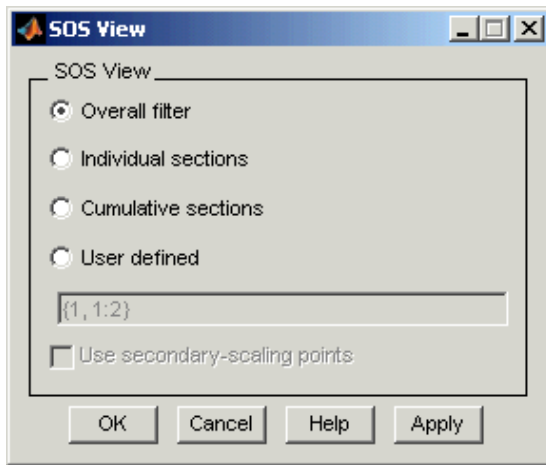 SOS View
SOS View
Overall filter
Individual sections
Cumulative sections
User defined
{1, 1:2}
Use secondary-scaling points
OK Cancel Help Apply